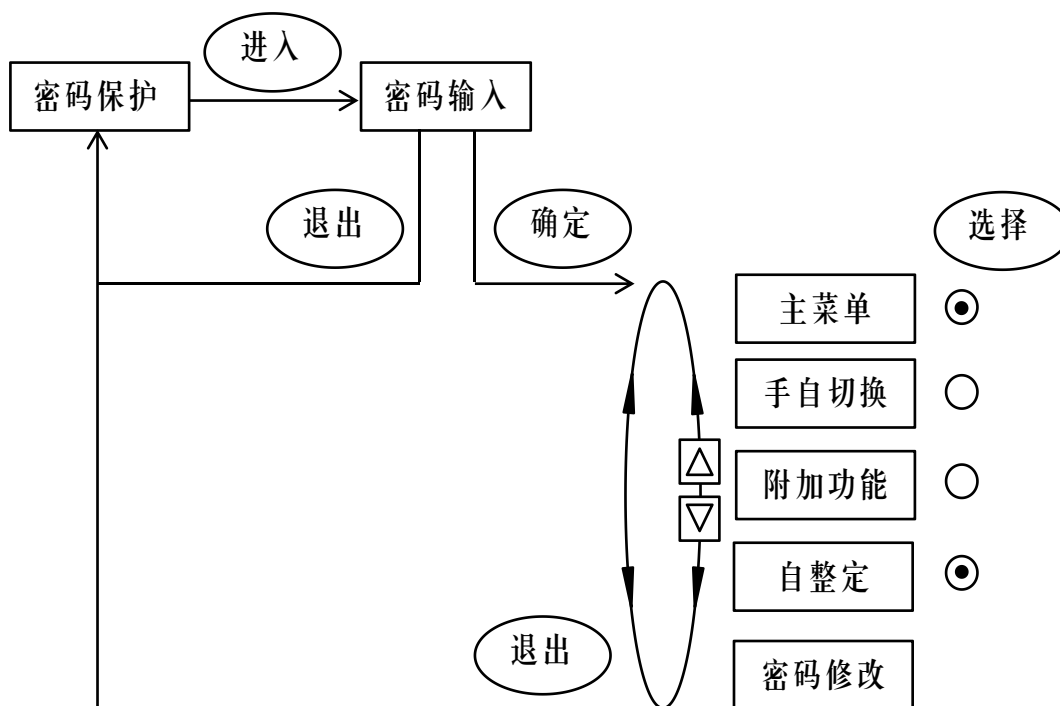 进入
密码保护
密码输入
退出
确定
选择
主菜单
手自切换
附加功能
自整定
退出
密码修改